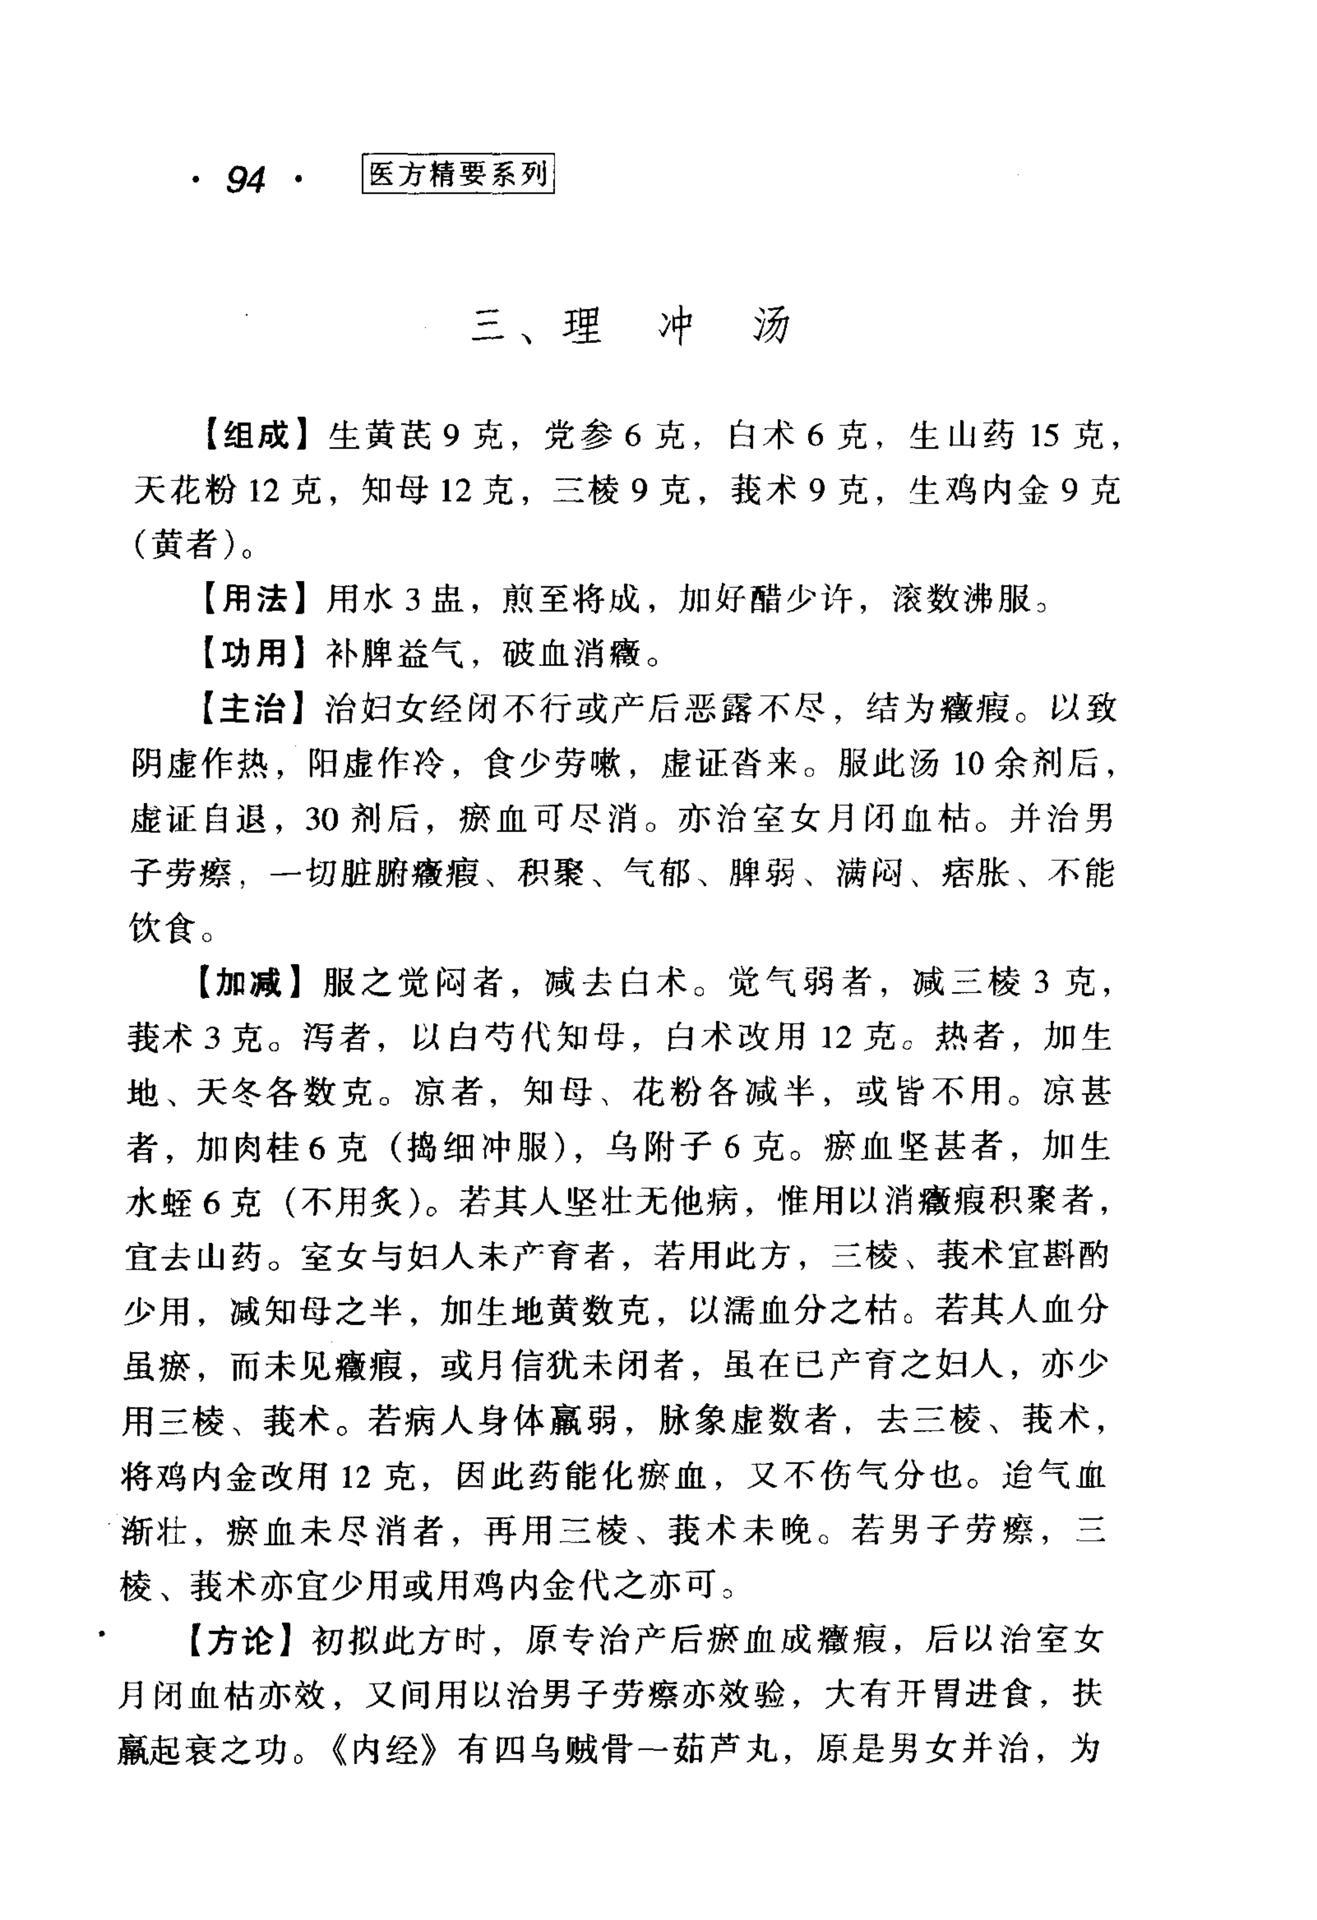 · 94 · 医方精要系列
三、理 冲 汤
【组成】生黄芪9克，党参6克，白术6克，生山药15克，
天花粉12克，知母12克，三棱9克，莪术9克，生鸡内金9克
（黄者）。
【用法】用水3盅，煎至将成，加好醋少许，滚数沸服。
【功用】补脾益气，破血消癥。
【主治】治妇女经闭不行或产后恶露不尽，结为癥瘕。以致
阴虚作热，阳虚作冷，食少劳嗽，虚证沓来。服此汤10余剂后，
虚证自退，30剂后，瘀血可尽消。亦治室女月闭血枯。并治男
子劳瘵，一切脏腑癥瘕、积聚、气郁、脾弱、满闷、痞胀、不能
饮食。
【加减】服之觉闷者，减去白术。觉气弱者，减三棱3克，
莪术3克。泻者，以白芍代知母，白术改用12克。热者，加生
地、天冬各数克。凉者，知母、花粉各减半，或皆不用。凉甚
者，加肉桂6克（捣细冲服），乌附子6克。瘀血坚甚者，加生
水蛭6克（不用炙）。若其人坚壮无他病，惟用以消癥瘕积聚者，
宜去山药。室女与妇人未产育者，若用此方，三棱、莪术宜斟酌
少用，减知母之半，加生地黄数克，以濡血分之枯。若其人血分
虽瘀，而未见癥瘕，或月信犹未闭者，虽在已产育之妇人，亦少
用三棱、莪术。若病人身体羸弱，脉象虚数者，去三棱、莪术，
将鸡内金改用12克，因此药能化瘀血，又不伤气分也。迨气血
渐壮，瘀血未尽消者，再用三棱、莪术未晚。若男子劳瘵，三
棱、莪术亦宜少用或用鸡内金代之亦可。
【方论】初拟此方时，原专治产后瘀血成癥瘕，后以治室女
月闭血枯亦效，又间用以治男子劳瘵亦效验，大有开胃进食，扶
羸起衰之功。《内经》有四乌贼骨一茹芦丸，原是男女并治，为